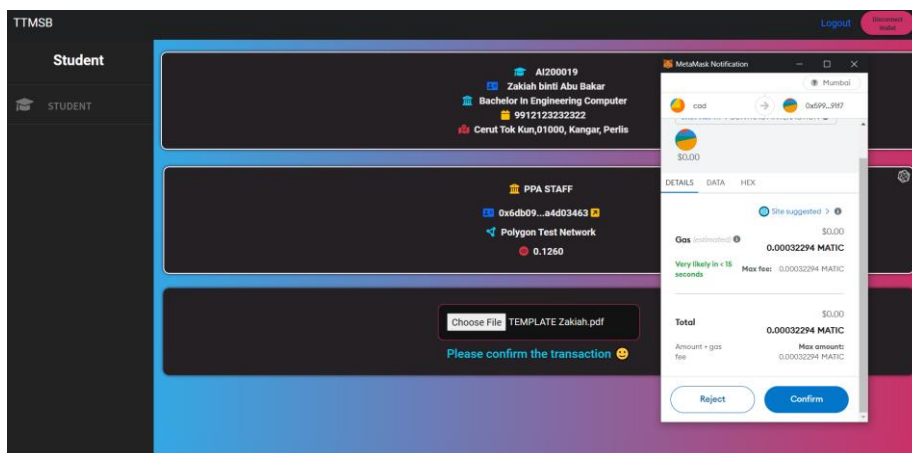 TTMSB
Logout
Disconnect
Wallet
Student
STUDENT
AI200019
Zakiah binti Abu Bakar
Bachelor In Engineering Computer
9912123232322
Cerut Tok Kun,01000, Kangar, Perlis
PPA STAFF
0x6db09...a4d03463
Polygon Test Network
0.1260
Choose File TEMPLATE Zakiah.pdf
Please confirm the transaction
MetaMask Notification
Mumbai
cad
0x599...91f7
$0.00
DETAILS DATA HEX
Site suggested >
$0.00
Gas (estimated)
0.00032294 MATIC
Very likely in < 15
seconds
Max fee: 0.00032294 MATIC
$0.00
Total
0.00032294 MATIC
Amount + gas
fee
Max amount:
0.00032294 MATIC
Reject
Confirm